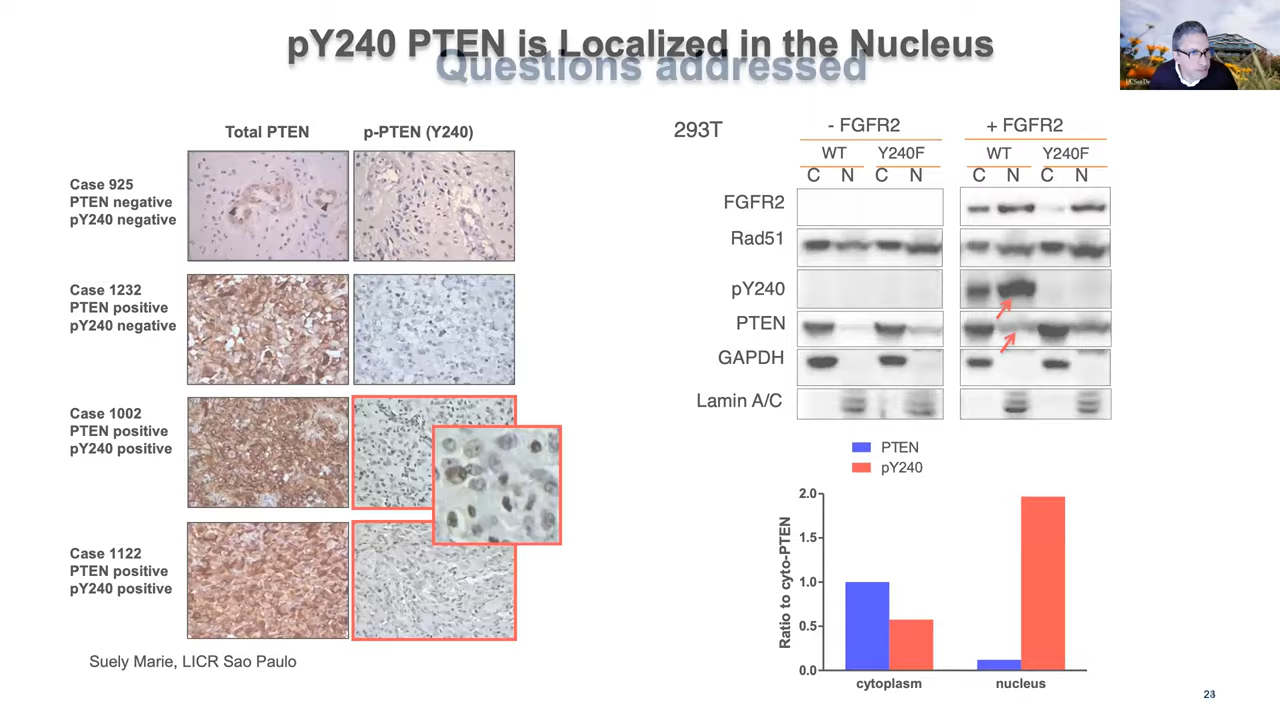 pY240 PTEN is Localized in the Nucleus
Questions addressed
Total PTEN
p-PTEN (Y240)
Case 925
PTEN negative
pY240 negative
Case 1232
PTEN positive
pY240 negative
Case 1002
PTEN positive
pY240 positive
Case 1122
PTEN positive
pY240 positive
Suely Marie, LICR Sao Paulo
293T
- FGFR2
+ FGFR2
WT
Y240F
WT
Y240F
C N C N
C N C N
FGFR2
Rad51
pY240
PTEN
GAPDH
Lamin A/C
PTEN
pY240
Ratio to cyto-PTEN
2.0
1.5
1.0
0.5
0.0
cytoplasm
nucleus